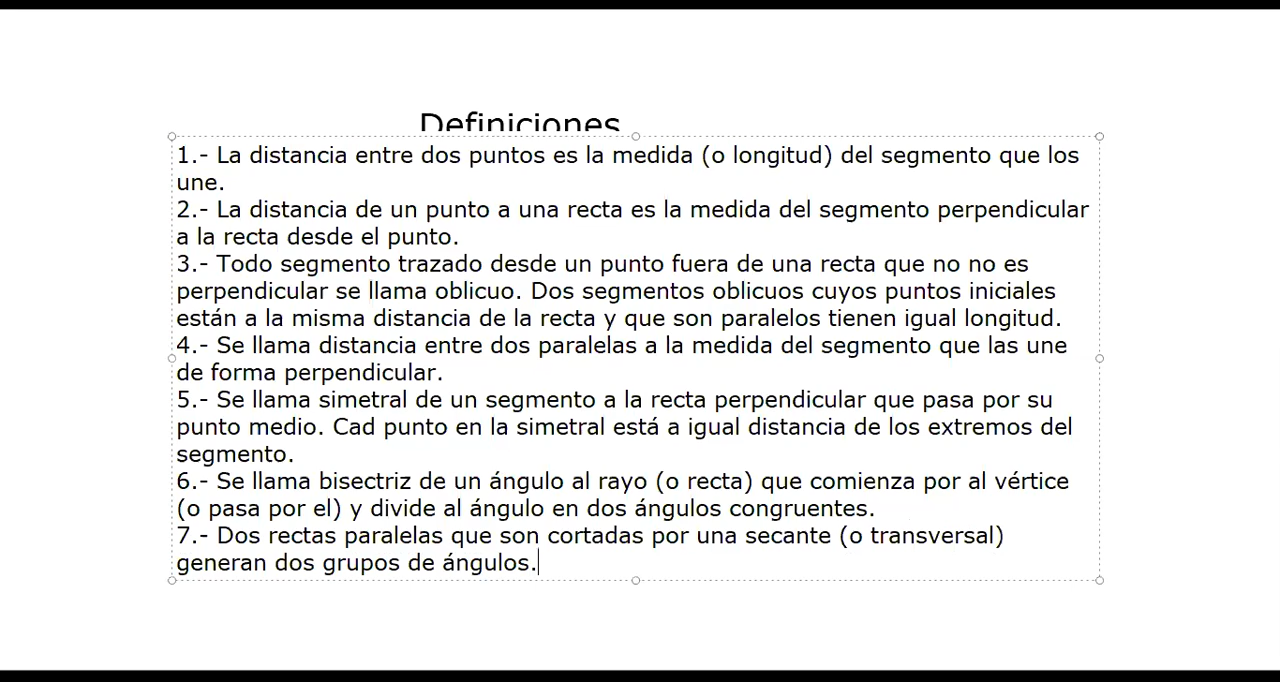 Definiciones
1.- La distancia entre dos puntos es la medida (o longitud) del segmento que los
une.
2.- La distancia de un punto a una recta es la medida del segmento perpendicular
a la recta desde el punto.
3.- Todo segmento trazado desde un punto fuera de una recta que no no es
perpendicular se llama oblicuo. Dos segmentos oblicuos cuyos puntos iniciales
están a la misma distancia de la recta y que son paralelos tienen igual longitud.
4.- Se llama distancia entre dos paralelas a la medida del segmento que las une
de forma perpendicular.
5.- Se llama simetral de un segmento a la recta perpendicular que pasa por su
punto medio. Cad punto en la simetral está a igual distancia de los extremos del
segmento.
6.- Se llama bisectriz de un ángulo al rayo (o recta) que comienza por al vértice
(o pasa por el) y divide al ángulo en dos ángulos congruentes.
7.- Dos rectas paralelas que son cortadas por una secante (o transversal)
generan dos grupos de ángulos.